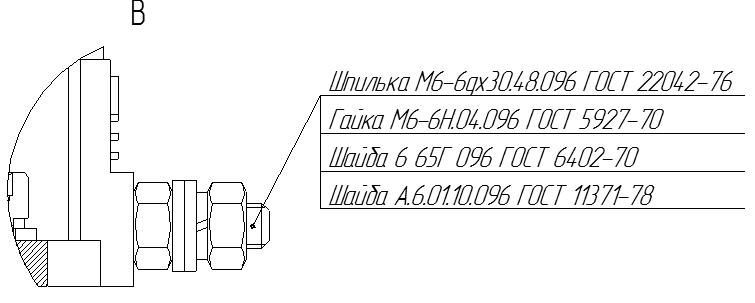 В
Шпилька М6-6gх30.48.096 ГОСТ 22042-76
Гайка М6-6Н.04.096 ГОСТ 5927-70
Шайба 6 65Г 096 ГОСТ 6402-70
Шайба А.6.01.10.096 ГОСТ 11371-78